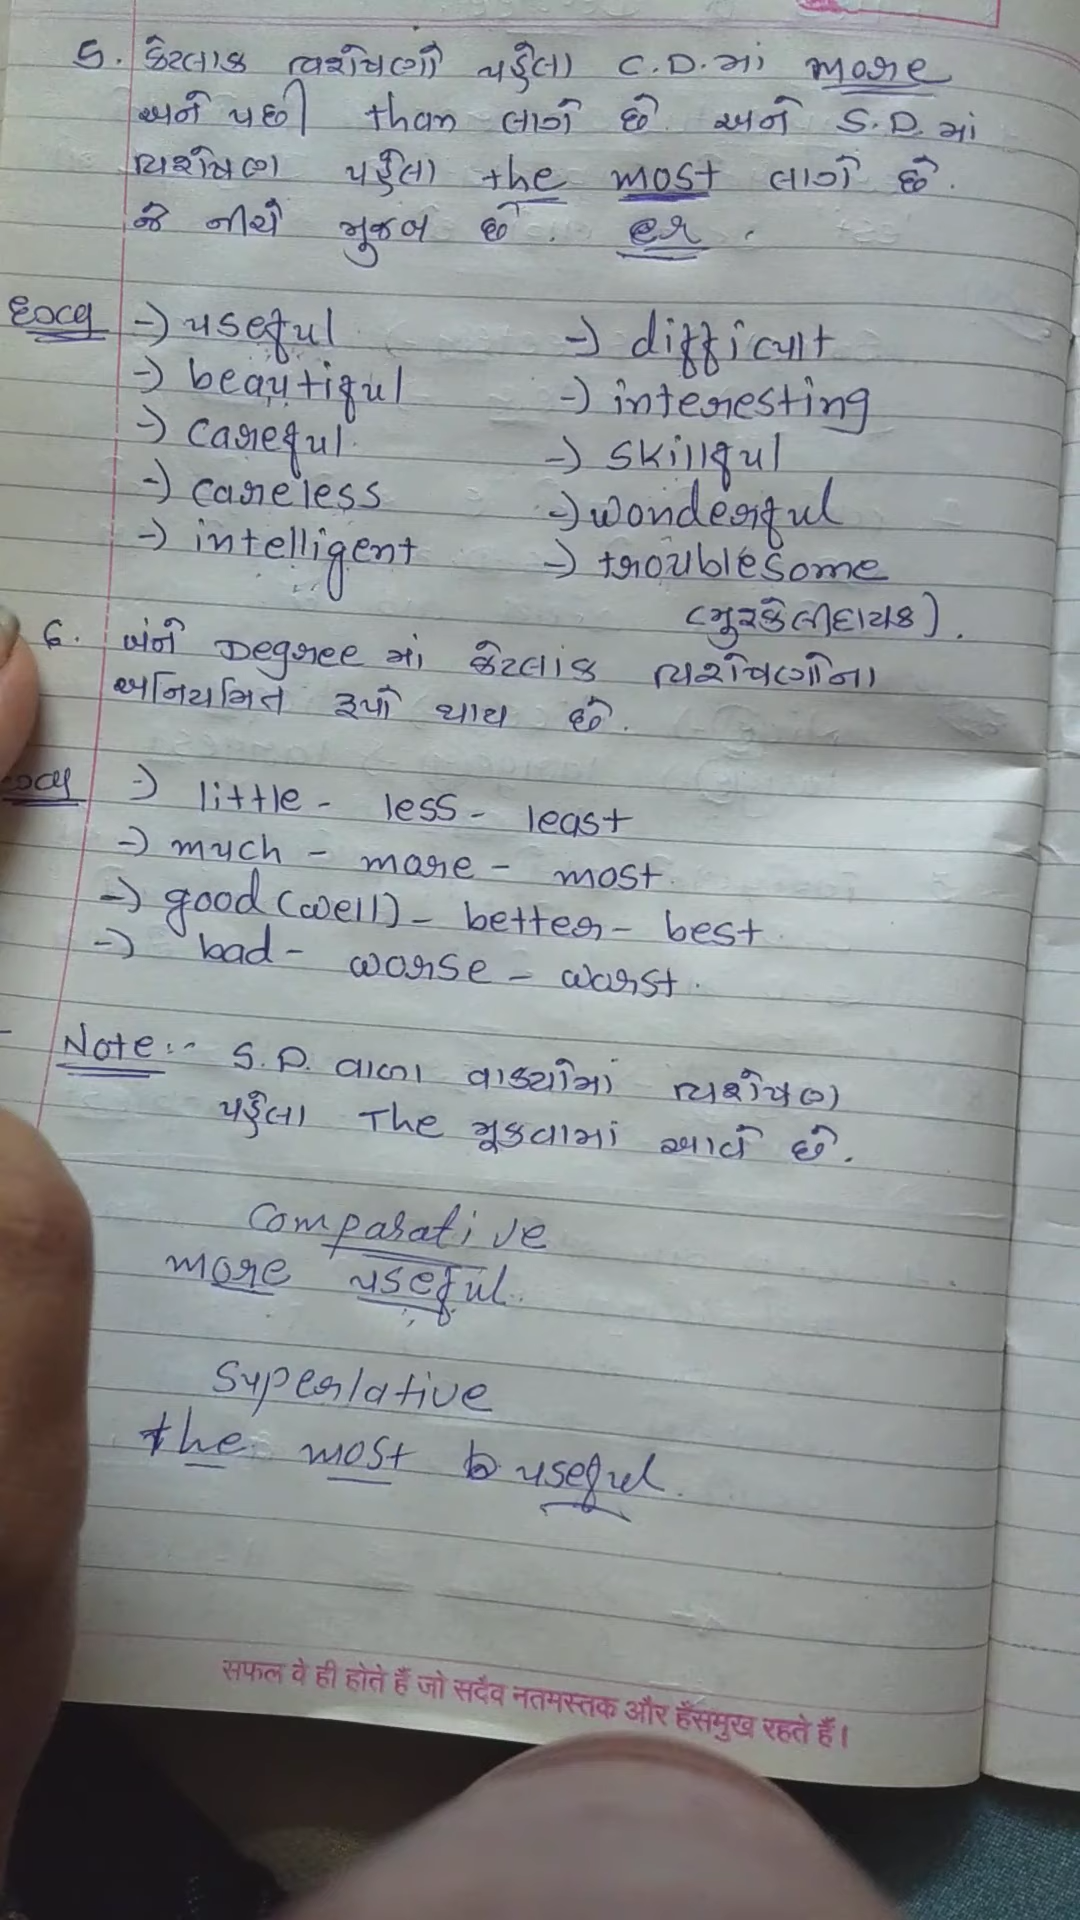 5. કેટલાક વિશેષણો પહેલા C.D.માં more
અને પછી than લાગે છે અને S.D.માં
વિશેષણ પહેલા the most લાગે છે.
જે નીચે મુજબ છે. er.
→ useful → difficult
→ beautiful → interesting
→ careful → skillful
→ careless → wonderful
→ intelligent → troublesome
(મુશ્કેલીદાયક).
6. બંને Degree માં કેટલાંક વિશેષણોના
અનિયમિત રૂપો થાય છે.
→ little - less - least
→ much - more - most.
→ good (well) - better - best
→ bad - worse - worst.
Note:- S.D. વાળા વાક્યોમાં વિશેષણ
પહેલા The મૂકવામાં આવે છે.
Comparative
more useful.
Superlative
the most useful.
सफल वे ही होते हैं जो सदैव नतमस्तक और हँसमुख रहते हैं।